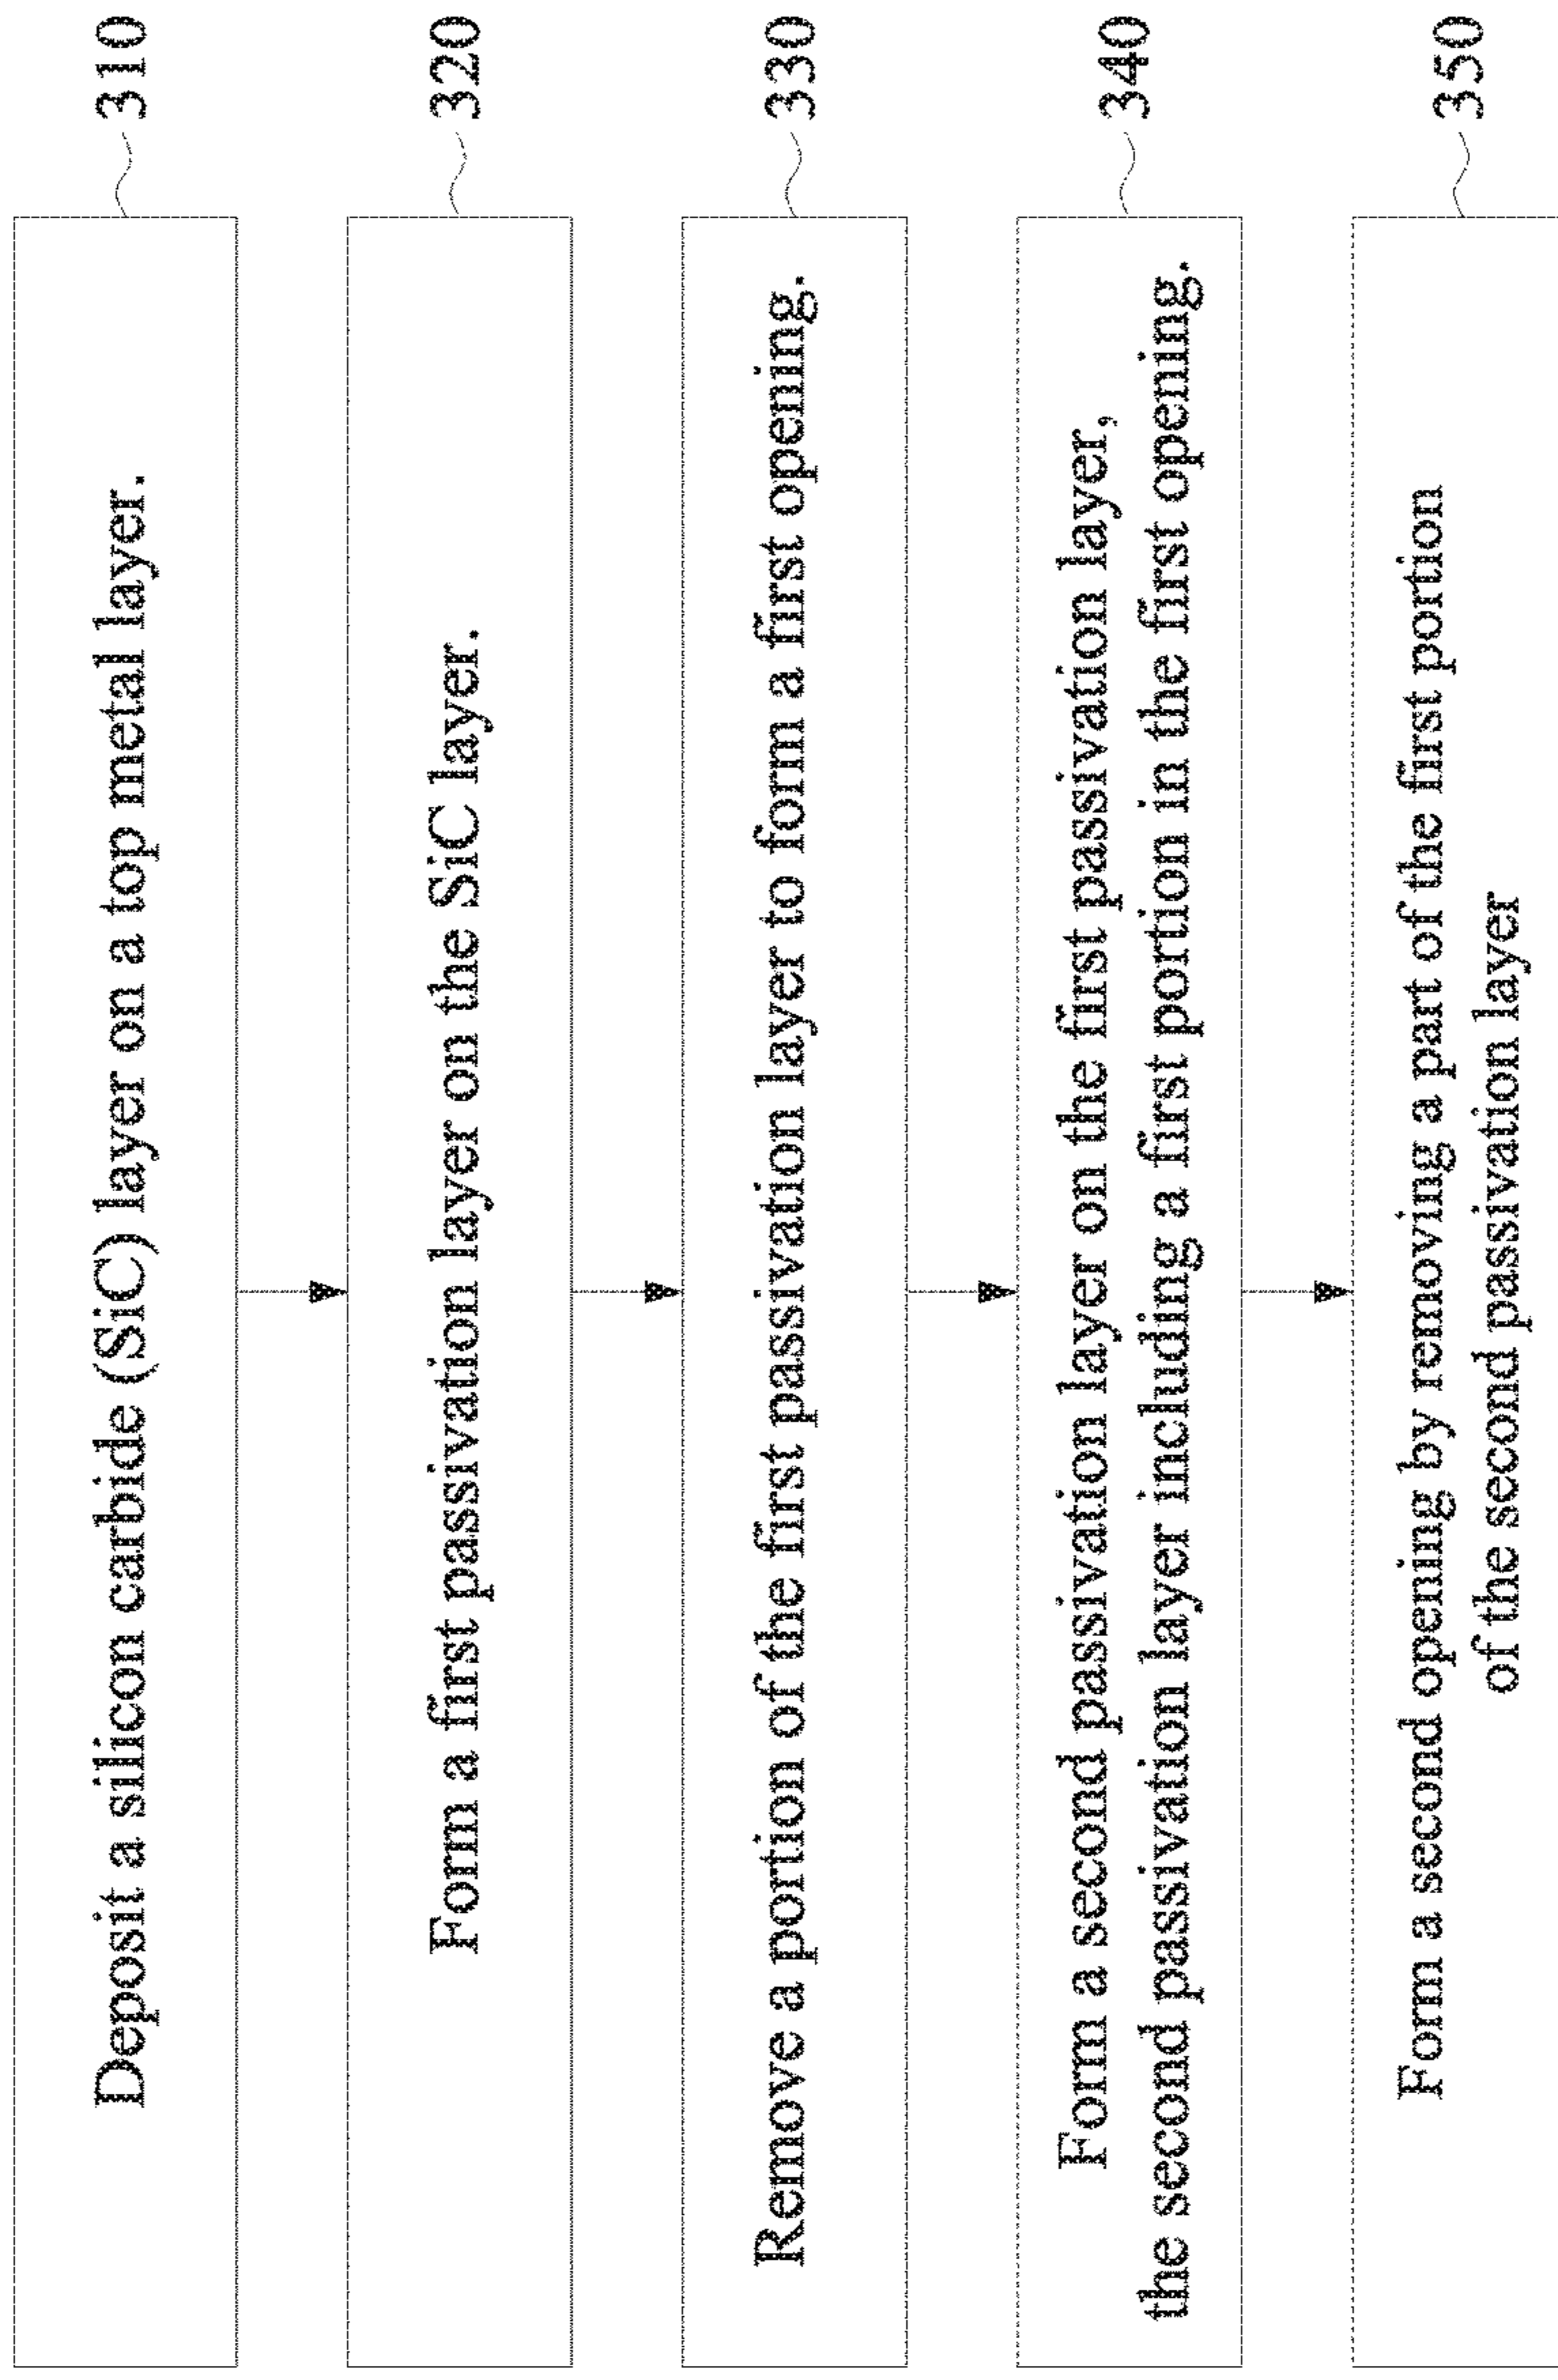 Deposit a silicon carbide (SiC) layer on a top metal layer.
310
Form a first passivation layer on the SiC layer.
320
Remove a portion of the first passivation layer to form a first opening.
330
Form a second passivation layer on the first passivation layer,
the second passivation layer including a first portion in the first opening.
340
Form a second opening by removing a part of the first portion
of the second passivation layer
350